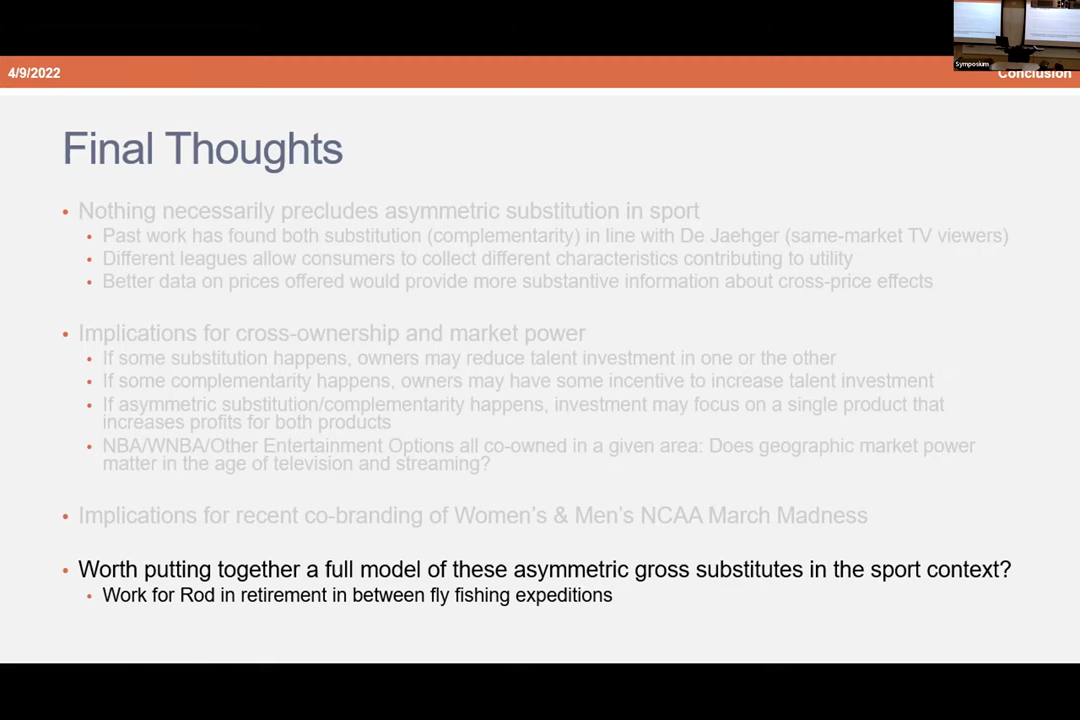 4/9/2022
Conclusion
Symposium
Final Thoughts
• Nothing necessarily precludes asymmetric substitution in sport
• Past work has found both substitution (complementarity) in line with De Jaehger (same-market TV viewers)
• Different leagues allow consumers to collect different characteristics contributing to utility
• Better data on prices offered would provide more substantive information about cross-price effects
• Implications for cross-ownership and market power
• If some substitution happens, owners may reduce talent investment in one or the other
• If some complementarity happens, owners may have some incentive to increase talent investment
• If asymmetric substitution/complementarity happens, investment may focus on a single product that
increases profits for both products
• NBA/WNBA/Other Entertainment Options all co-owned in a given area: Does geographic market power
matter in the age of television and streaming?
• Implications for recent co-branding of Women's & Men's NCAA March Madness
• Worth putting together a full model of these asymmetric gross substitutes in the sport context?
• Work for Rod in retirement in between fly fishing expeditions